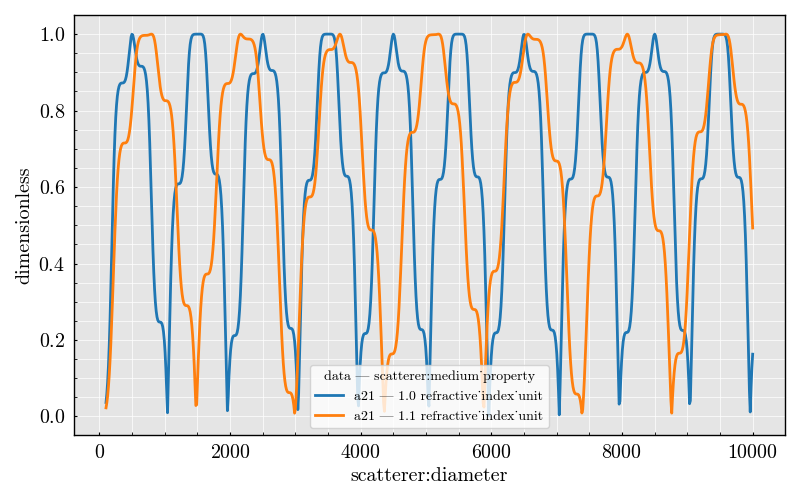 1.0
0.8
0.6
0.4
0.2
0.0
dimensionless
data — scatterer:medium˙property
a21 — 1.0 refractive˙index˙unit
a21 — 1.1 refractive˙index˙unit
0 2000 4000 6000 8000 10000
scatterer:diameter